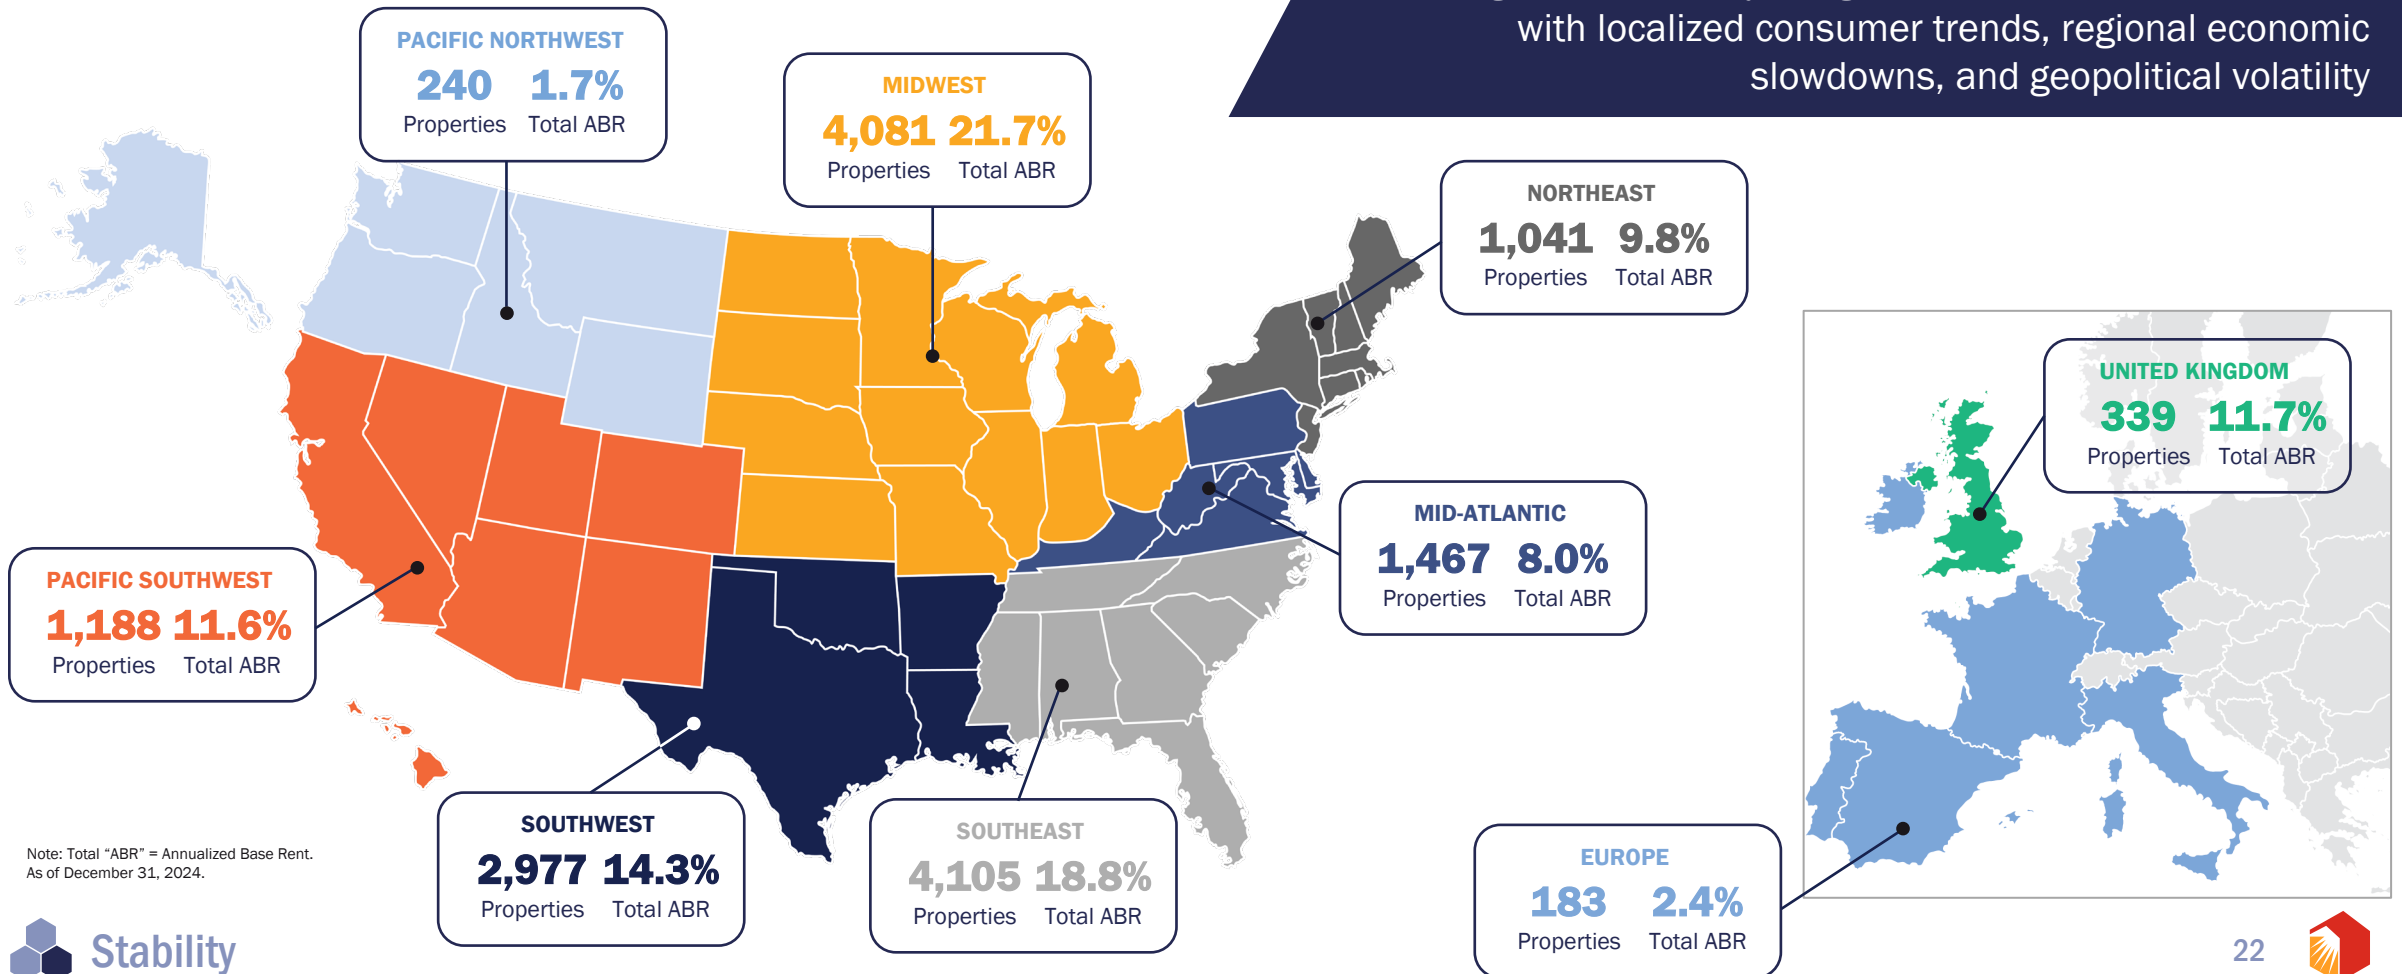 with localized consumer trends, regional economic
slowdowns, and geopolitical volatility
PACIFIC NORTHWEST
240 1.7%
Properties Total ABR
MIDWEST
4,081 21.7%
Properties Total ABR
NORTHEAST
1,041 9.8%
Properties Total ABR
UNITED KINGDOM
339 11.7%
Properties Total ABR
MID-ATLANTIC
1,467 8.0%
Properties Total ABR
PACIFIC SOUTHWEST
1,188 11.6%
Properties Total ABR
SOUTHWEST
2,977 14.3%
Properties Total ABR
SOUTHEAST
4,105 18.8%
Properties Total ABR
EUROPE
183 2.4%
Properties Total ABR
Note: Total “ABR” = Annualized Base Rent.
As of December 31, 2024.
Stability
22